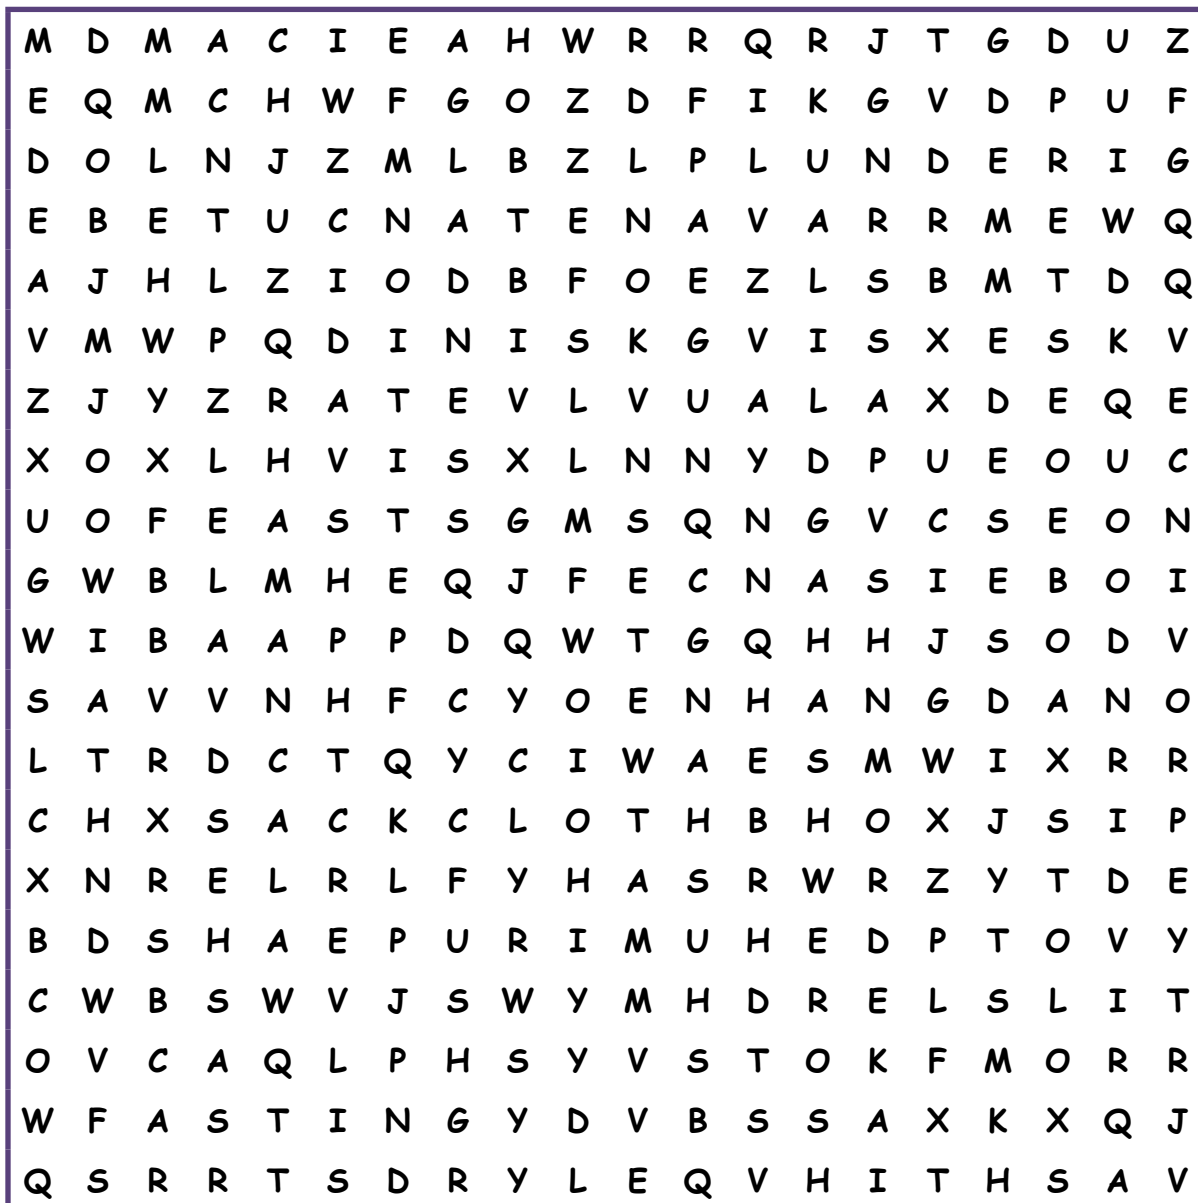 M D M A C I E A H W R R Q R J T G D U Z
E Q M C H W F G O Z D F I K G V D P U F
D O L N J Z M L B Z L P L U N D E R I G
E B E T U C N A T E N A V A R R M E W Q
A J H L Z I O D B F O E Z L S B M T D Q
V M W P Q D I N I S K G V I S X E S K V
Z J Y Z R A T E V L V U A L A X D E Q E
X O X L H V I S X L N N Y D P U E O U C
U O F E A S T S G M S Q N G V C S E O N
G W B L M H E Q J F E C N A S I E B O I
W I B A A P P D Q W T G Q H H J S O D V
S A V V N H F C Y O E N H A N G D A N O
L T R D C T Q Y C I W A E S M W I X R R
C H X S A C K C L O T H B H O X J S I P
X N R E L R L F Y H A S R W R Z Y T D E
B D S H A E P U R I M U H E D P T O V Y
C W B S W V J S W Y M H D R E L S L I T
O V C A Q L P H S Y V S T O K F M O R R
W F A S T I N G Y D V B S S A X K X Q J
Q S R R T S D R Y L E Q V H I T H S A V